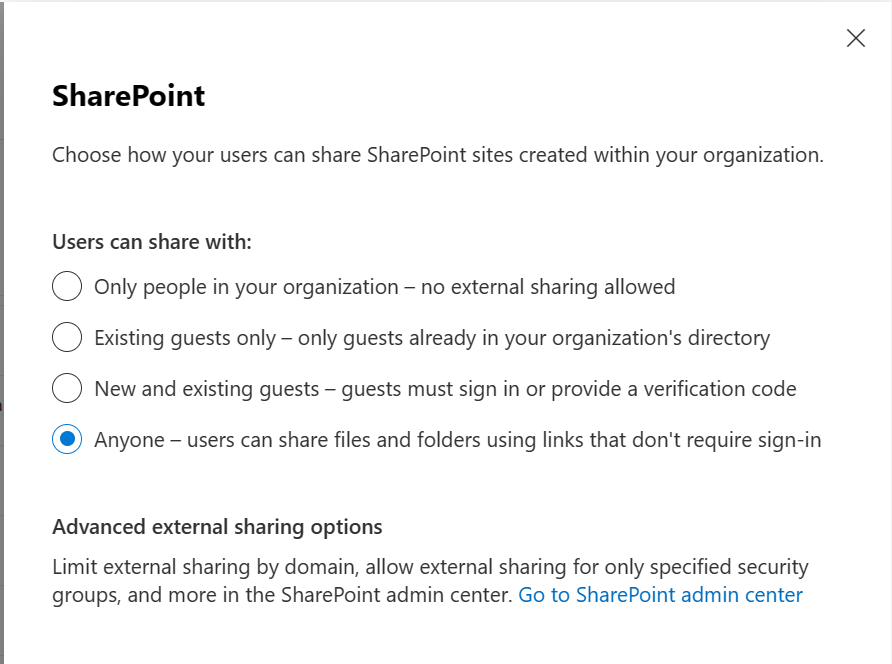 SharePoint
Choose how your users can share SharePoint sites created within your organization.
Users can share with:
Only people in your organization – no external sharing allowed
Existing guests only – only guests already in your organization's directory
New and existing guests – guests must sign in or provide a verification code
Anyone – users can share files and folders using links that don't require sign-in
Advanced external sharing options
Limit external sharing by domain, allow external sharing for only specified security
groups, and more in the SharePoint admin center. Go to SharePoint admin center